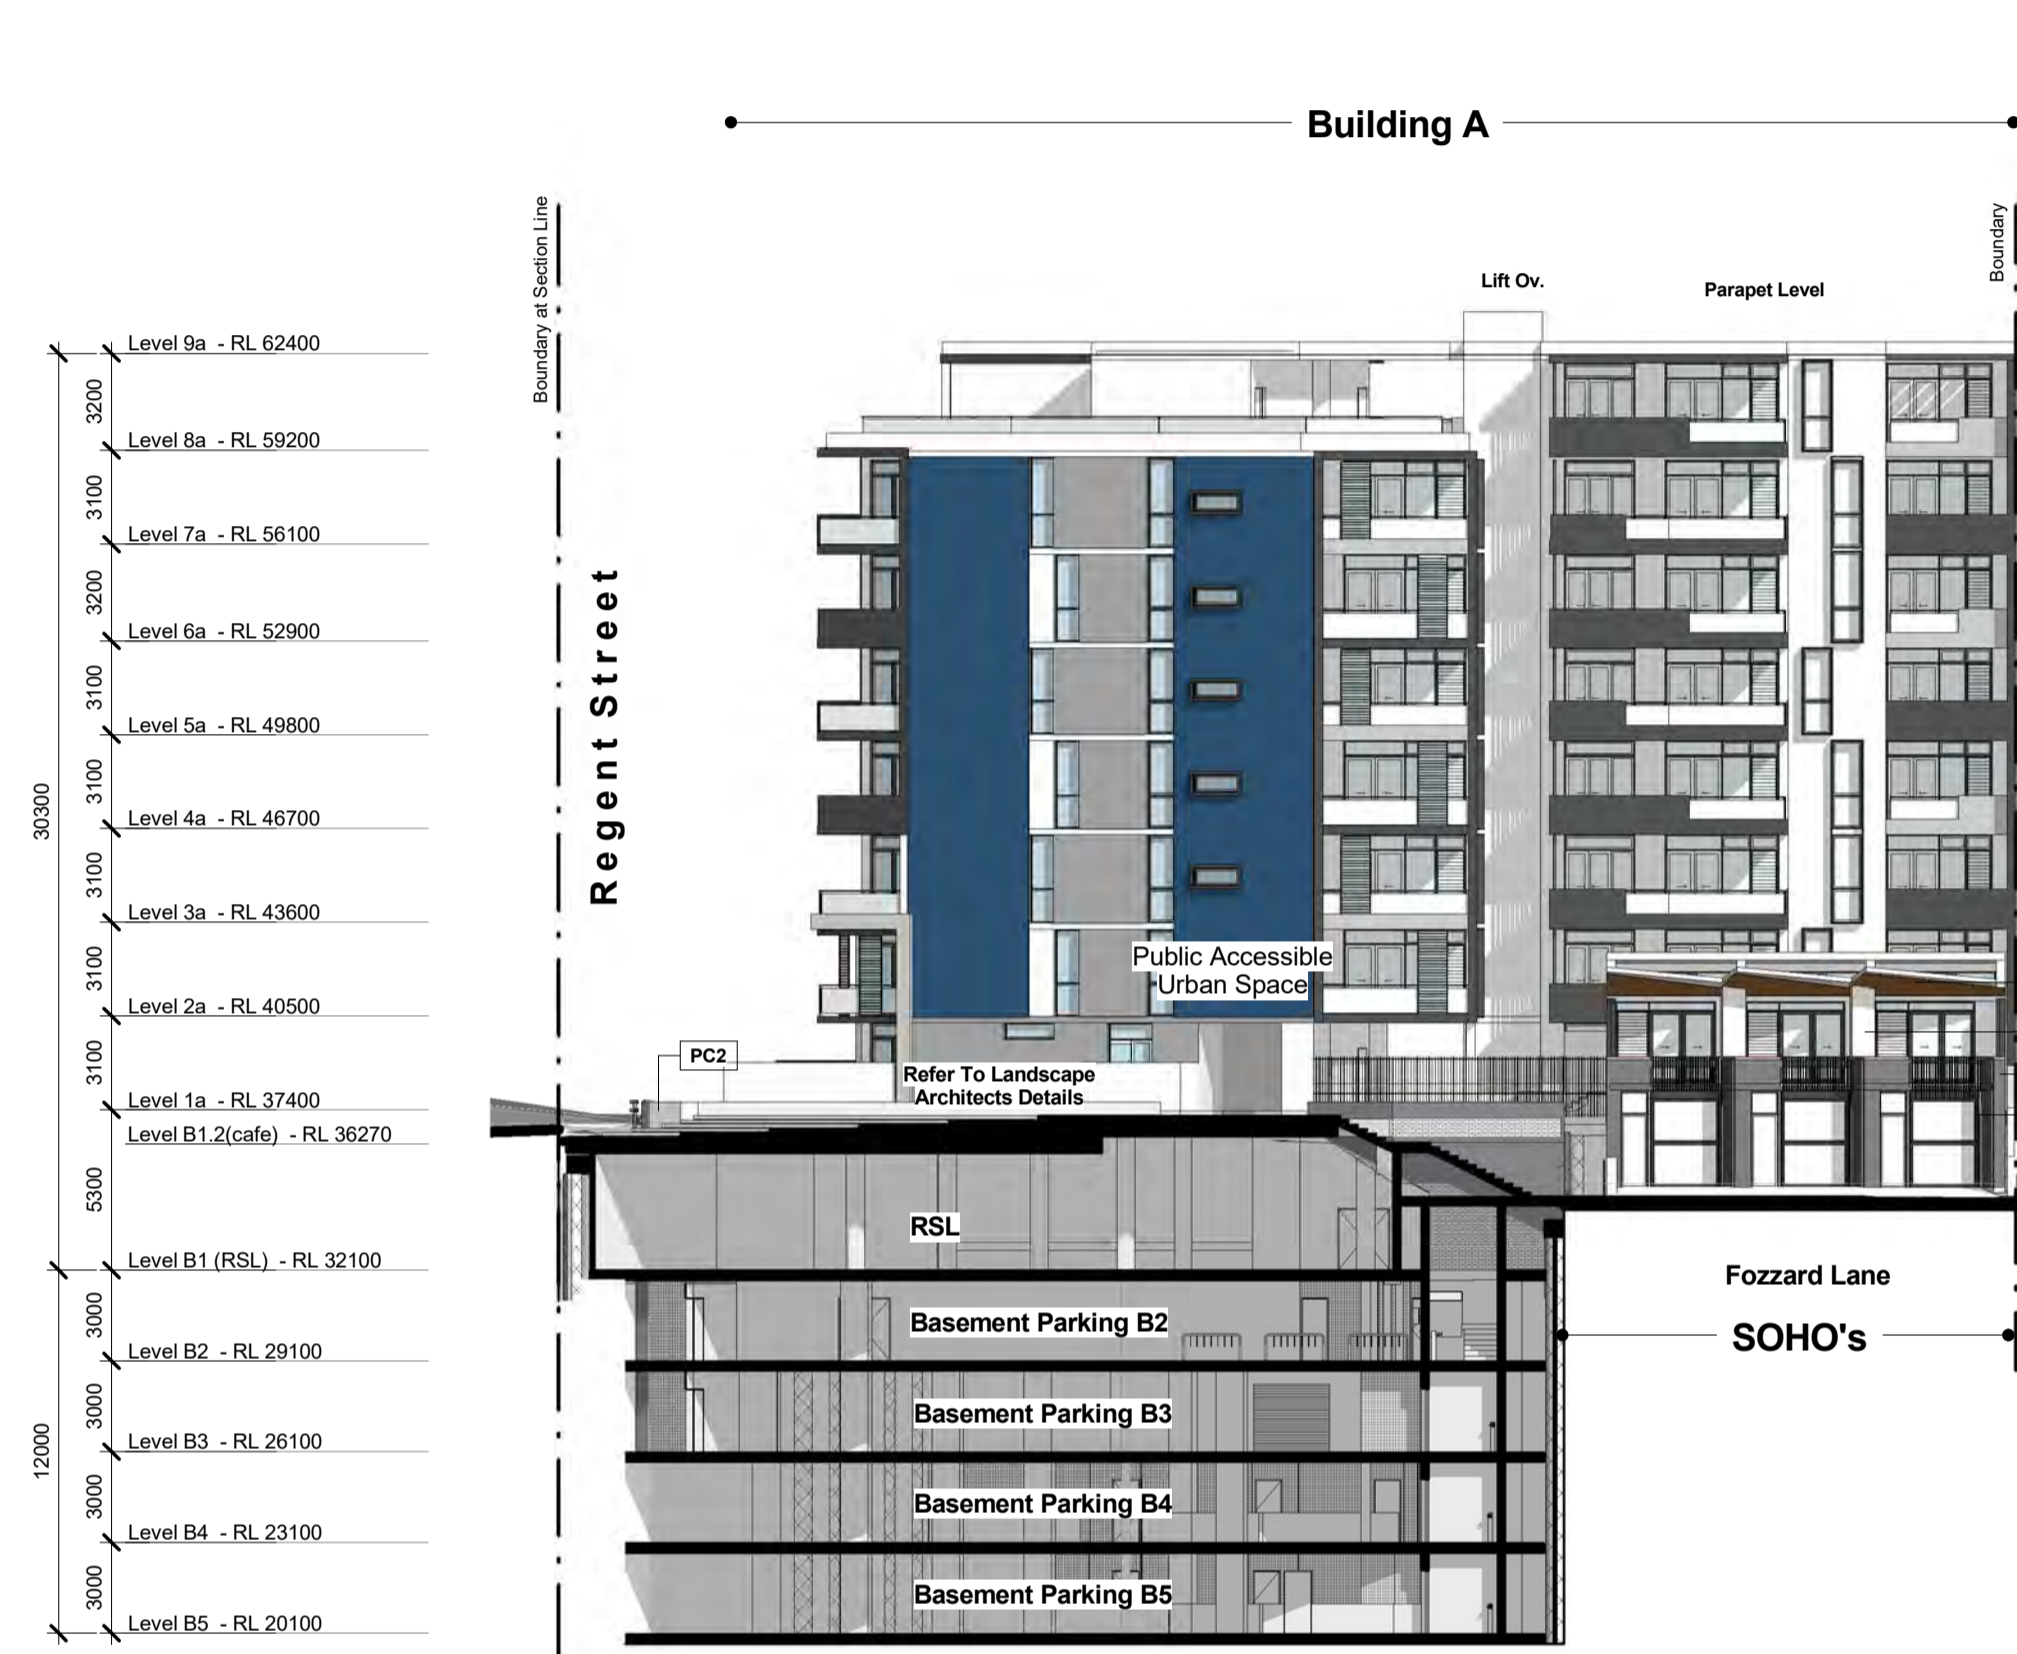 Building A
Boundary at Section Line
Boundary
Lift Ov.
Parapet Level
Level 9a - RL 62400
3200
Level 8a - RL 59200
3100
Level 7a - RL 56100
3200
Level 6a - RL 52900
3100
Level 5a - RL 49800
3100
Level 4a - RL 46700
3100
Level 3a - RL 43600
3100
Level 2a - RL 40500
3100
Level 1a - RL 37400
Level B1.2(cafe) - RL 36270
5300
Level B1 (RSL) - RL 32100
3000
Level B2 - RL 29100
3000
Level B3 - RL 26100
3000
Level B4 - RL 23100
3000
Level B5 - RL 20100
30300
12000
Regent Street
Public Accessible
Urban Space
PC2
Refer To Landscape
Architects Details
RSL
Basement Parking B2
Basement Parking B3
Basement Parking B4
Basement Parking B5
Fozzard Lane
SOHO's